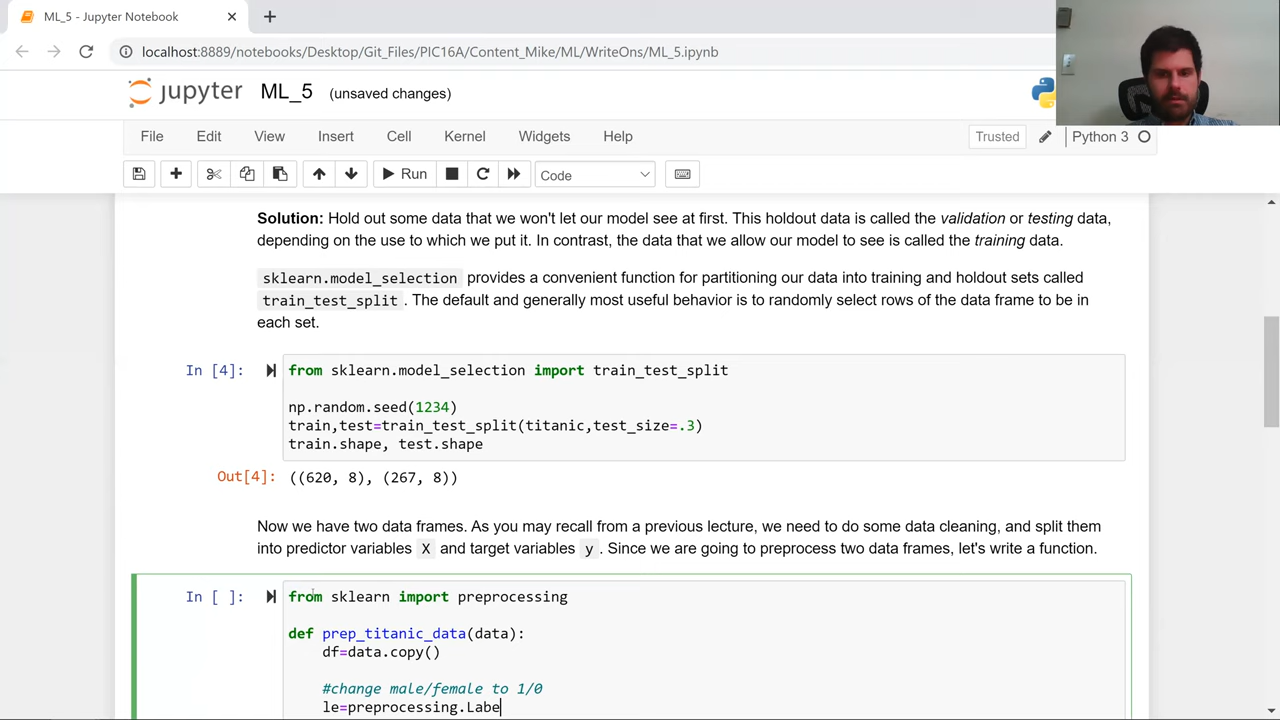 ML_5 - Jupyter Notebook
localhost:8889/notebooks/Desktop/Git_Files/PIC16A/Content_Mike/ML/WriteOns/ML_5.ipynb
jupyter ML_5 (unsaved changes)
File Edit View Insert Cell Kernel Widgets Help Trusted Python 3
Run Code
Solution: Hold out some data that we won't let our model see at first. This holdout data is called the validation or testing data,
depending on the use to which we put it. In contrast, the data that we allow our model to see is called the training data.
sklearn.model_selection provides a convenient function for partitioning our data into training and holdout sets called
train_test_split . The default and generally most useful behavior is to randomly select rows of the data frame to be in
each set.
In [4]: from sklearn.model_selection import train_test_split
np.random.seed(1234)
train,test=train_test_split(titanic,test_size=.3)
train.shape, test.shape
Out[4]: ((620, 8), (267, 8))
Now we have two data frames. As you may recall from a previous lecture, we need to do some data cleaning, and split them
into predictor variables X and target variables y . Since we are going to preprocess two data frames, let's write a function.
In [ ]: from sklearn import preprocessing
def prep_titanic_data(data):
df=data.copy()
#change male/female to 1/0
le=preprocessing.Labe